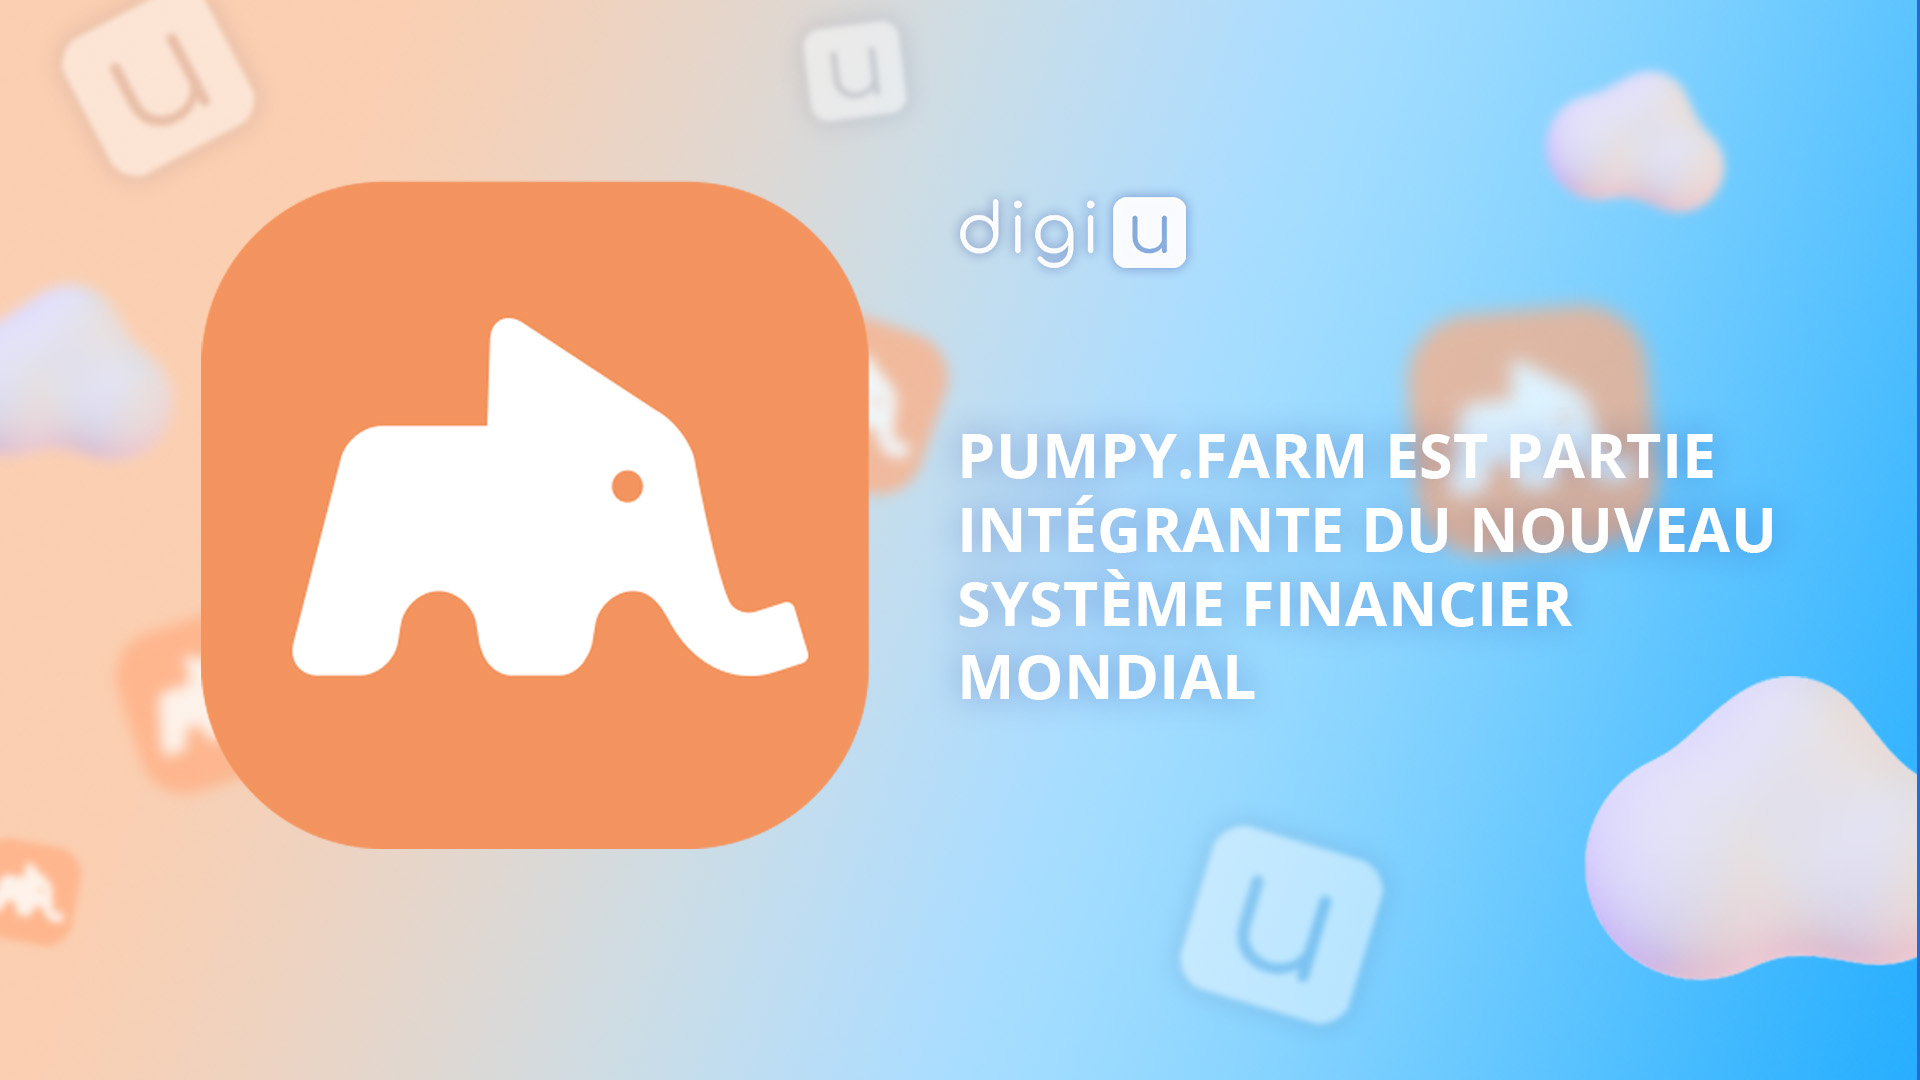 u
u
digi u
PUMPY.FARM EST PARTIE
INTÉGRANTE DU NOUVEAU
SYSTÈME FINANCIER
MONDIAL
u